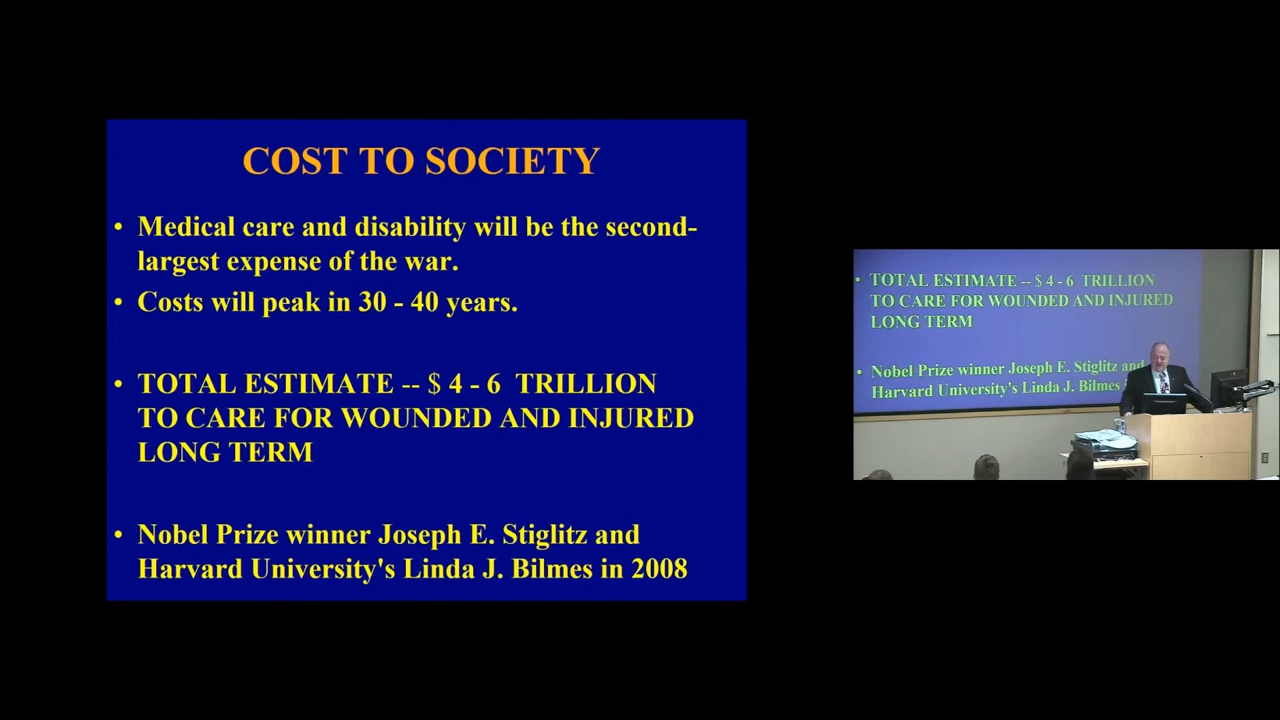 COST TO SOCIETY
• Medical care and disability will be the second-
largest expense of the war.
• Costs will peak in 30 - 40 years.
• TOTAL ESTIMATE -- $ 4 - 6 TRILLION
TO CARE FOR WOUNDED AND INJURED
LONG TERM
• Nobel Prize winner Joseph E. Stiglitz and
Harvard University's Linda J. Bilmes in 2008
• TOTAL ESTIMATE -- $ 4 - 6 TRILLION
TO CARE FOR WOUNDED AND INJURED
LONG TERM
• Nobel Prize winner Joseph E. Stiglitz and
Harvard University's Linda J. Bilmes